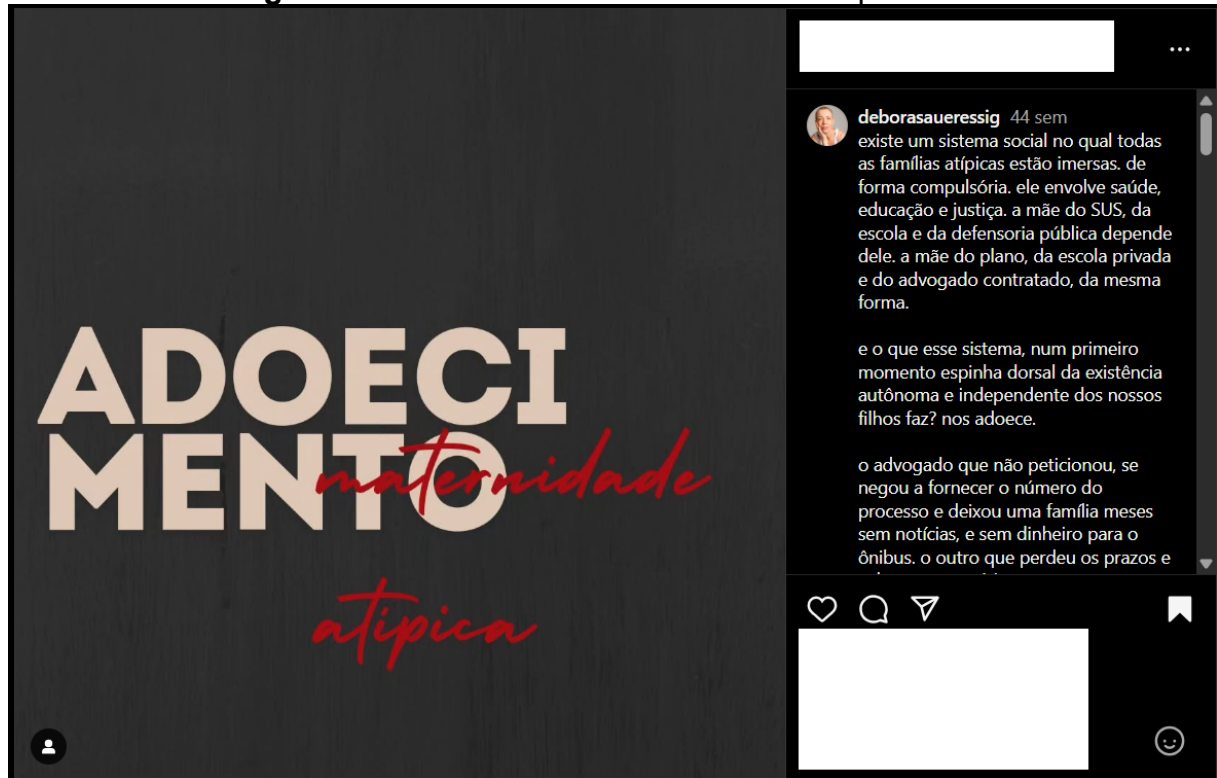 ADOECI
MENTO
maternidade
atípica
deborasaueressig 44 sem
existe um sistema social no qual todas
as famílias atípicas estão imersas. de
forma compulsória. ele envolve saúde,
educação e justiça. a mãe do SUS, da
escola e da defensoria pública depende
dele. a mãe do plano, da escola privada
e do advogado contratado, da mesma
forma.
e o que esse sistema, num primeiro
momento espinha dorsal da existência
autônoma e independente dos nossos
filhos faz? nos adoece.
o advogado que não peticionou, se
negou a fornecer o número do
processo e deixou uma família meses
sem notícias, e sem dinheiro para o
ônibus. o outro que perdeu os prazos e